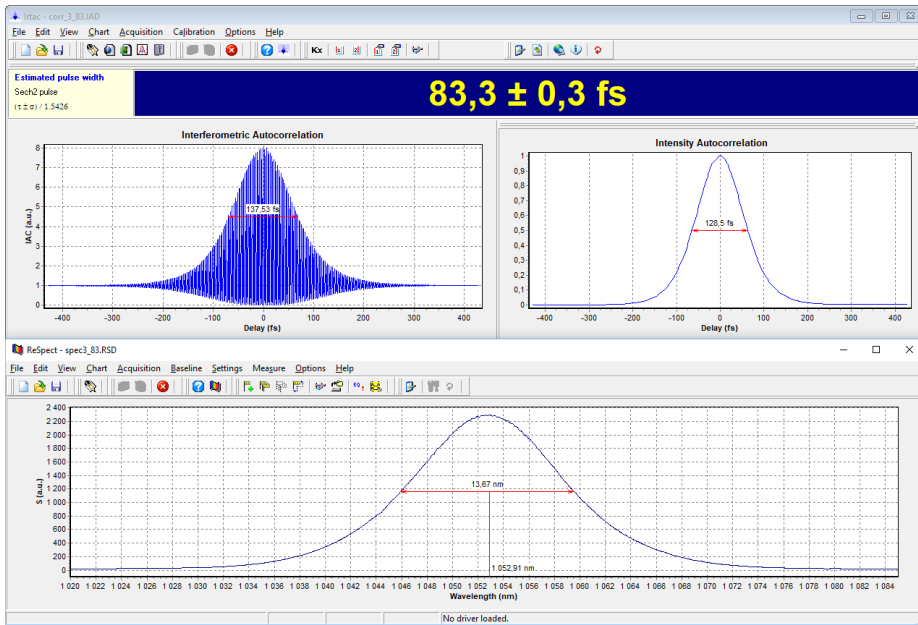 Irtac - corr_3_83.IAD
File Edit View Chart Acquisition Calibration Options Help
Kx
Estimated pulse width
Sech2 pulse
(τ ± σ) / 1.5426
83,3 ± 0,3 fs
Interferometric Autocorrelation
8
7
6
5
4
3
2
1
0
IAC (a.u.)
137,53 fs
-400 -300 -200 -100 0 100 200 300 400
Delay (fs)
Intensity Autocorrelation
1
0,9
0,8
0,7
0,6
0,5
0,4
0,3
0,2
0,1
0
128,5 fs
-400 -300 -200 -100 0 100 200 300 400
Delay (fs)
ReSpect - spec3_83.RSD
File Edit View Chart Acquisition Baseline Settings Measure Options Help
2 400
2 200
2 000
1 800
1 600
1 400
1 200
1 000
800
600
400
200
0
S (a.u.)
13,67 nm
1 052,91 nm
1 020 1 022 1 024 1 026 1 028 1 030 1 032 1 034 1 036 1 038 1 040 1 042 1 044 1 046 1 048 1 050 1 052 1 054 1 056 1 058 1 060 1 062 1 064 1 066 1 068 1 070 1 072 1 074 1 076 1 078 1 080 1 082 1 084
Wavelength (nm)
No driver loaded.